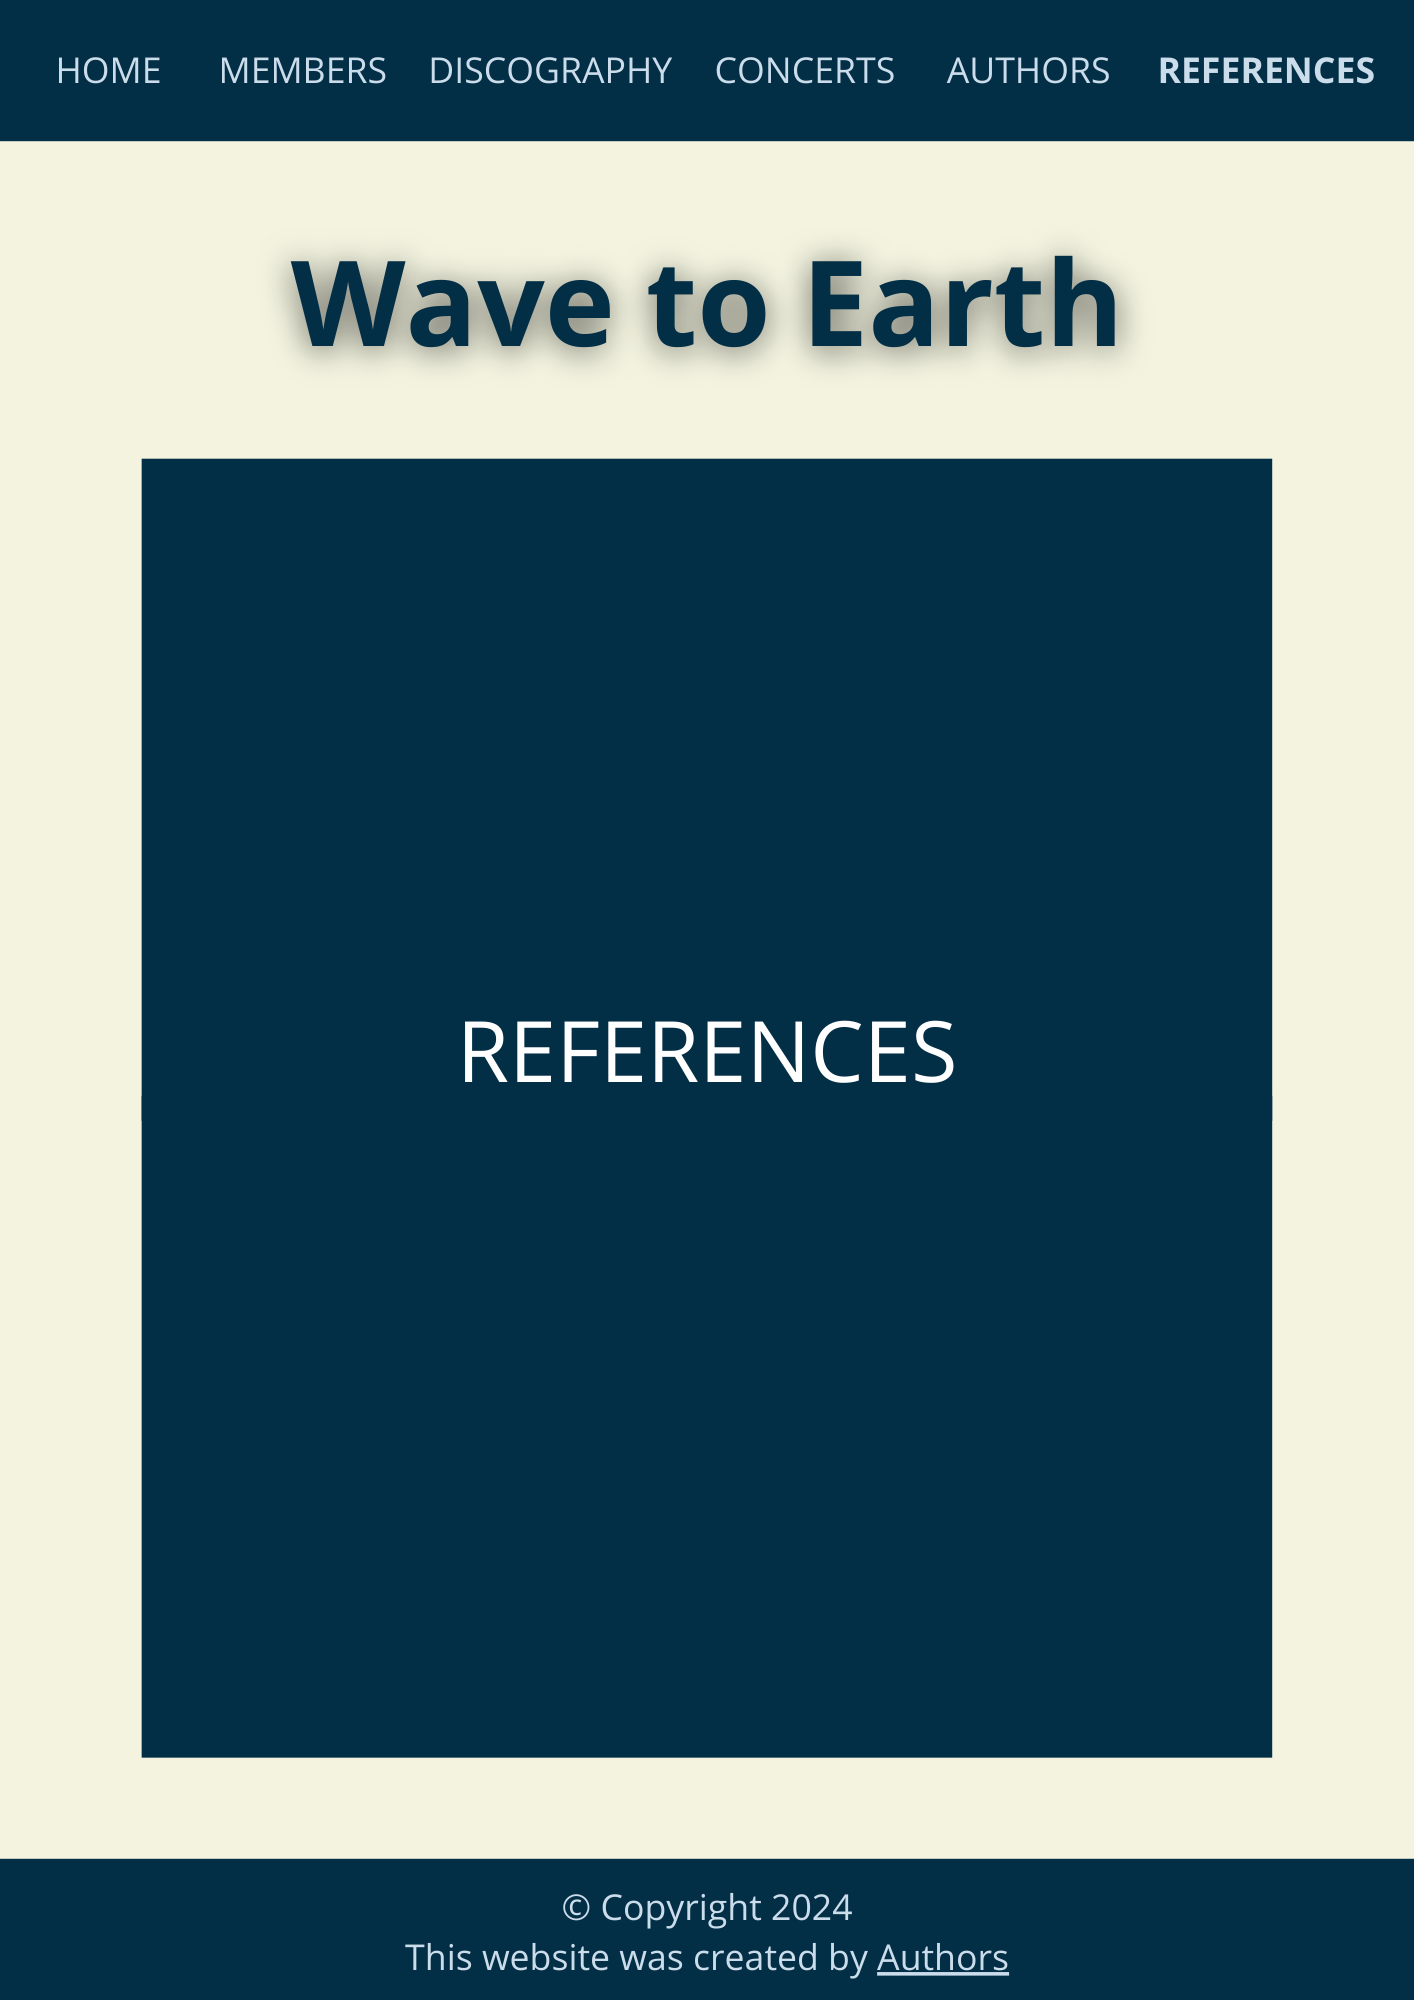 HOME MEMBERS DISCOGRAPHY CONCERTS AUTHORS REFERENCES
Wave to Earth
REFERENCES
© Copyright 2024
This website was created by Authors